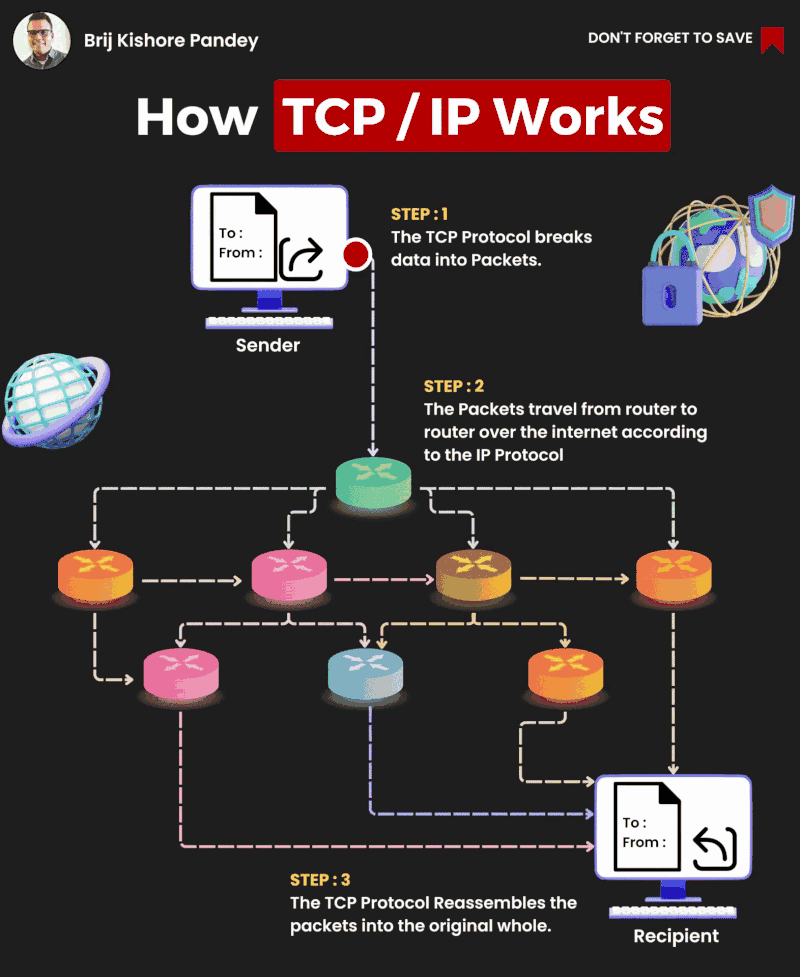 Brij Kishore Pandey
DON'T FORGET TO SAVE
How TCP / IP Works
To :
From :
Sender
STEP : 1
The TCP Protocol breaks
data into Packets.
STEP : 2
The Packets travel from router to
router over the internet according
to the IP Protocol
To :
From :
Recipient
STEP : 3
The TCP Protocol Reassembles the
packets into the original whole.